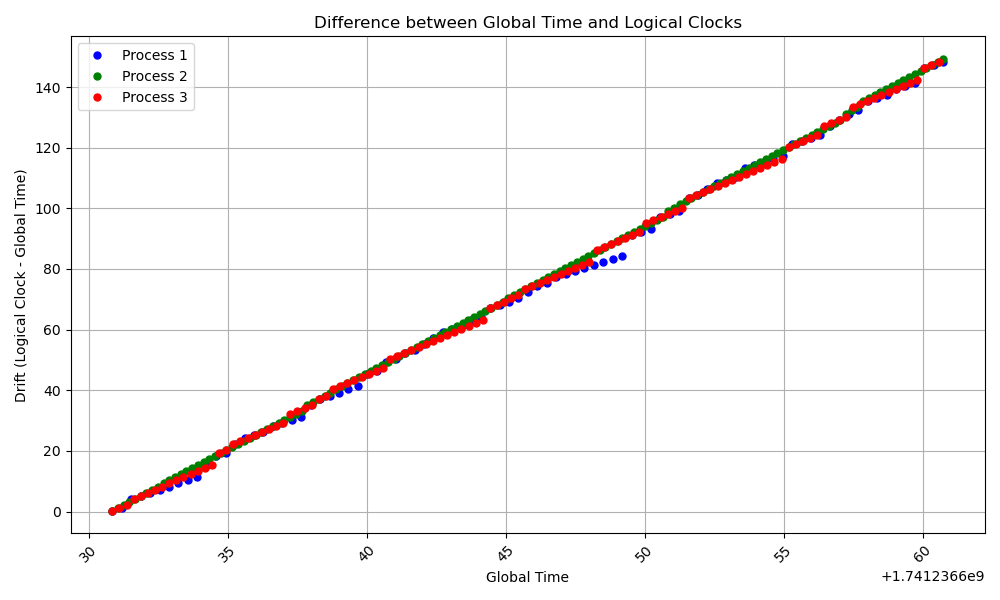 Difference between Global Time and Logical Clocks
Process 1
Process 2
Process 3
Drift (Logical Clock - Global Time)
140
120
100
80
60
40
20
0
30
35
40
45
50
55
60
Global Time
+1.7412366e9